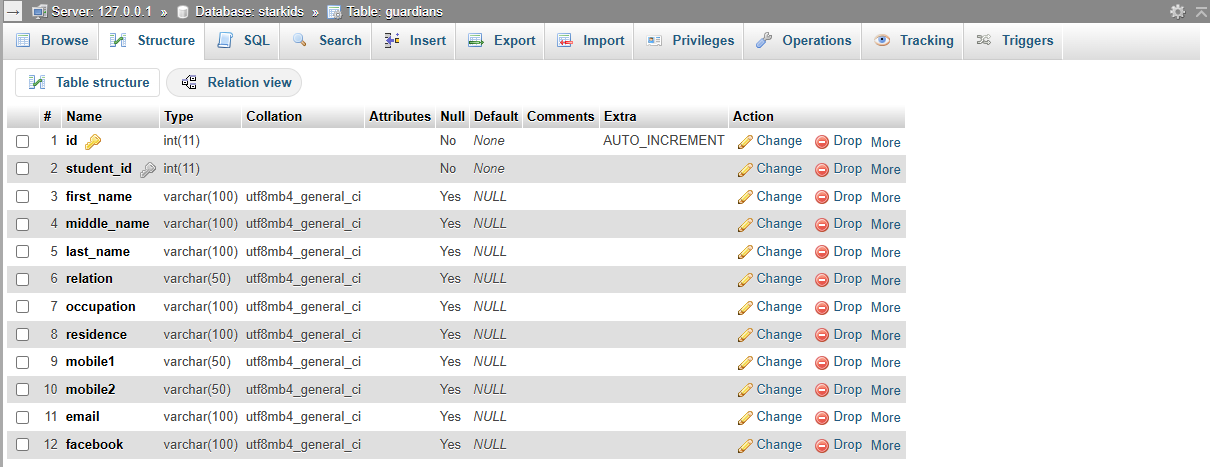 Server: 127.0.0.1 » Database: starkids » Table: guardians
Browse Structure SQL Search Insert Export Import Privileges Operations Tracking Triggers
Table structure Relation view
# Name Type Collation Attributes Null Default Comments Extra Action
1 id int(11) No None AUTO_INCREMENT Change Drop More
2 student_id int(11) No None Change Drop More
3 first_name varchar(100) utf8mb4_general_ci Yes NULL Change Drop More
4 middle_name varchar(100) utf8mb4_general_ci Yes NULL Change Drop More
5 last_name varchar(100) utf8mb4_general_ci Yes NULL Change Drop More
6 relation varchar(50) utf8mb4_general_ci Yes NULL Change Drop More
7 occupation varchar(100) utf8mb4_general_ci Yes NULL Change Drop More
8 residence varchar(100) utf8mb4_general_ci Yes NULL Change Drop More
9 mobile1 varchar(50) utf8mb4_general_ci Yes NULL Change Drop More
10 mobile2 varchar(50) utf8mb4_general_ci Yes NULL Change Drop More
11 email varchar(100) utf8mb4_general_ci Yes NULL Change Drop More
12 facebook varchar(100) utf8mb4_general_ci Yes NULL Change Drop More